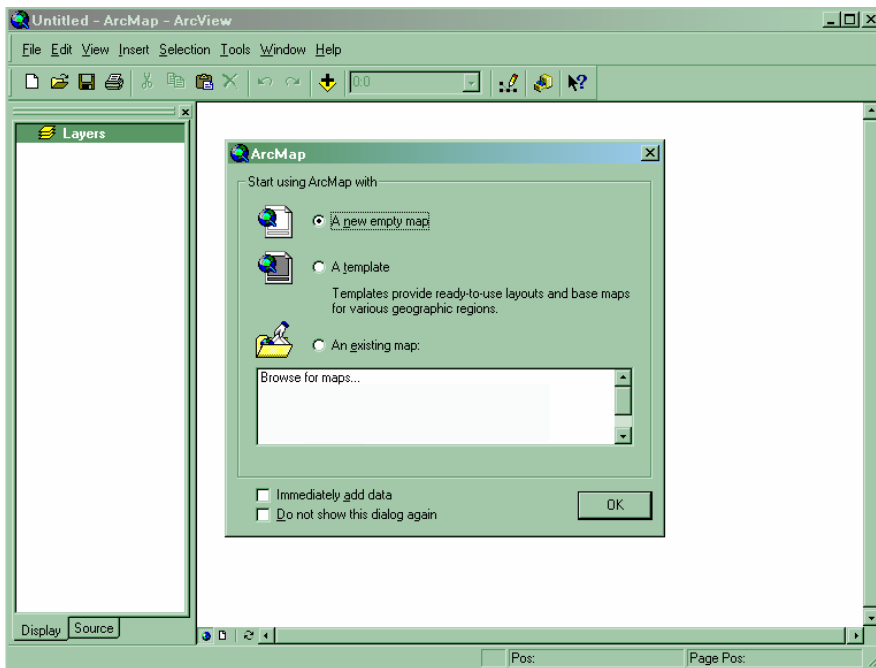 Untitled - ArcMap - ArcView
File Edit View Insert Selection Tools Window Help
0:0
Layers
ArcMap
Start using ArcMap with
A new empty map
A template
Templates provide ready-to-use layouts and base maps
for various geographic regions.
An existing map:
Browse for maps...
Immediately add data
Do not show this dialog again
OK
Display Source
Pos: Page Pos: